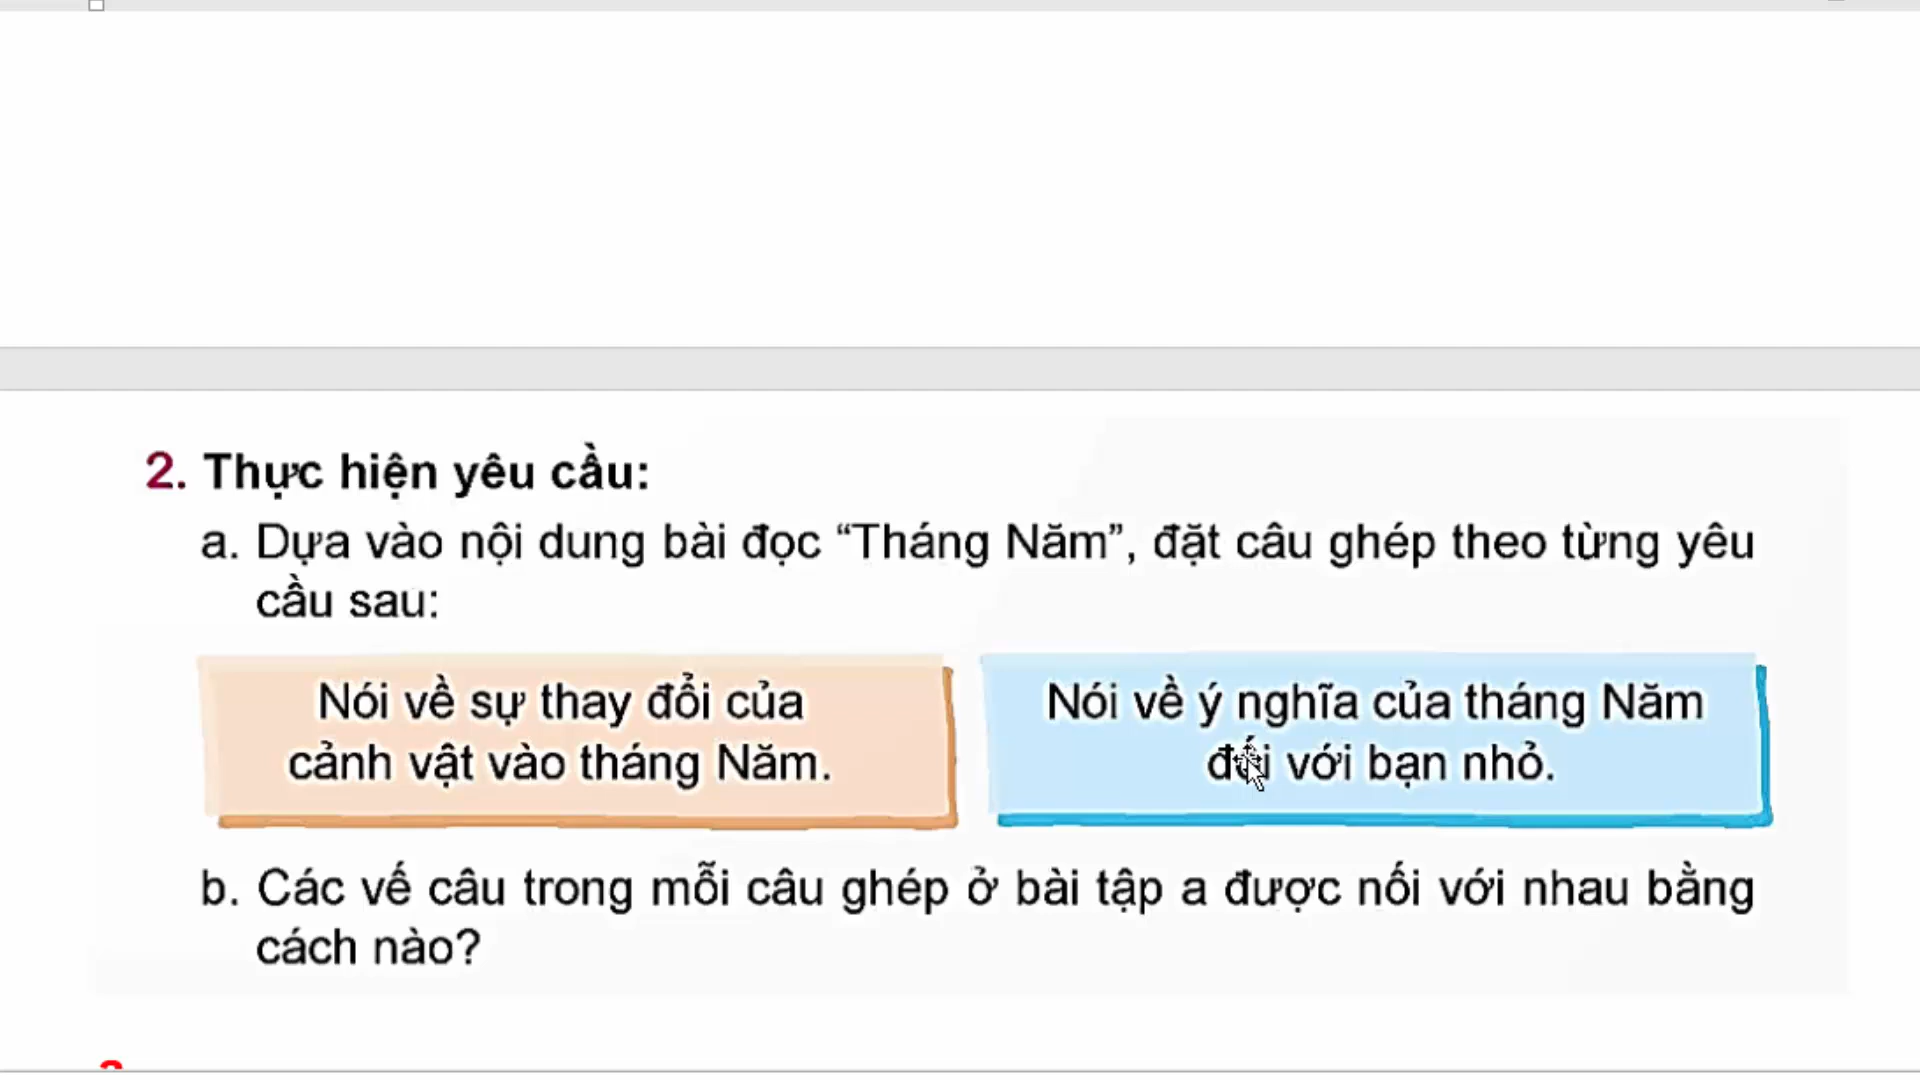 2. Thực hiện yêu cầu:
a. Dựa vào nội dung bài đọc “Tháng Năm”, đặt câu ghép theo từng yêu
cầu sau:
Nói về sự thay đổi của
cảnh vật vào tháng Năm.
Nói về ý nghĩa của tháng Năm
đối với bạn nhỏ.
b. Các vế câu trong mỗi câu ghép ở bài tập a được nối với nhau bằng
cách nào?